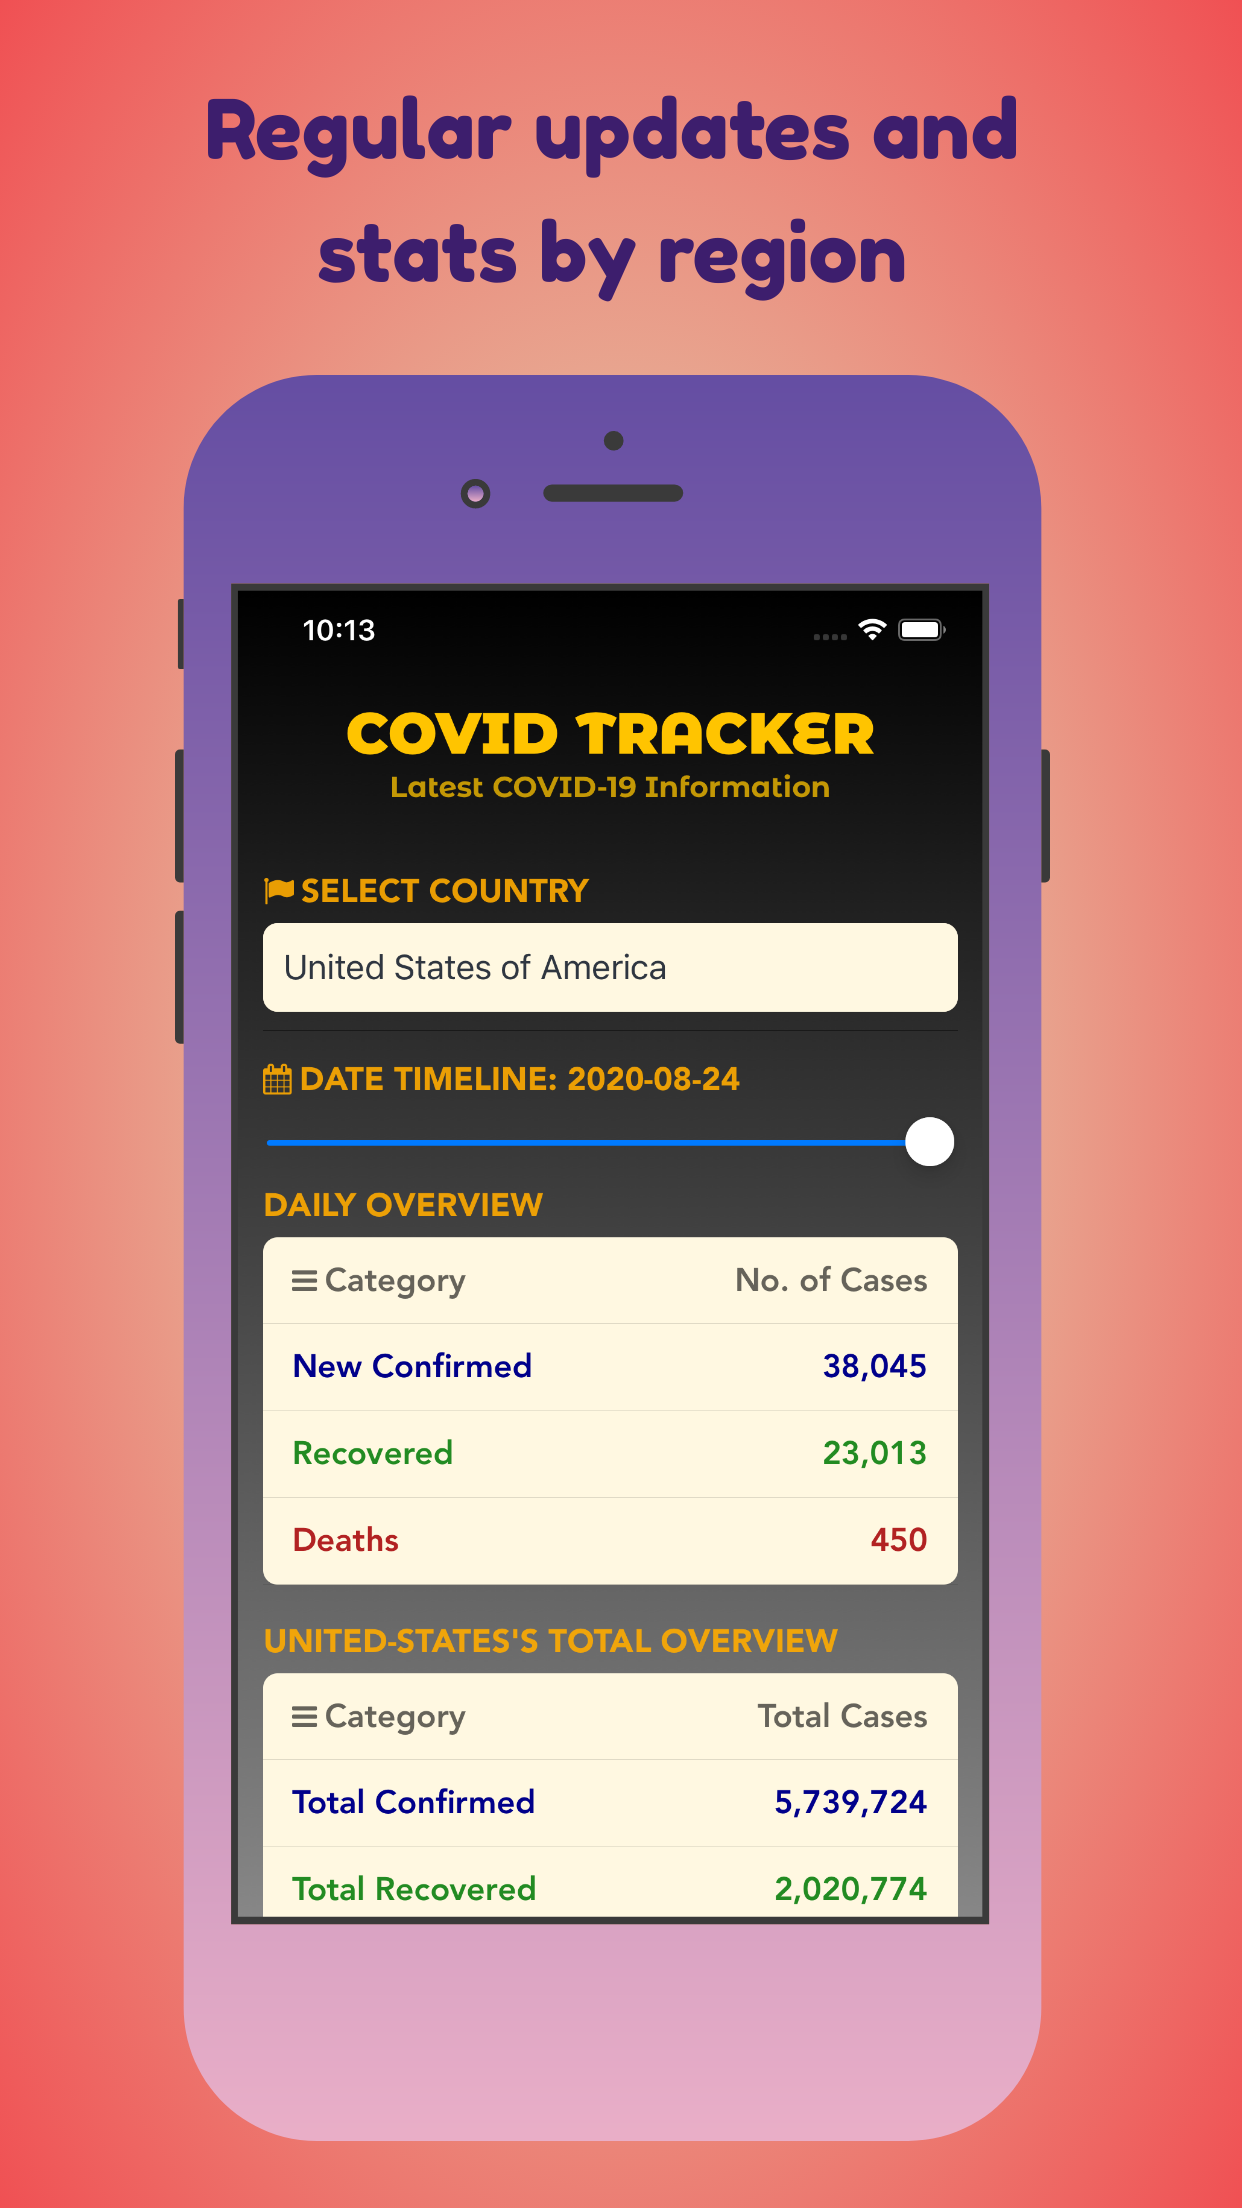 Regular updates and
stats by region
10:13
COVID TRACKER
Latest COVID-19 Information
SELECT COUNTRY
United States of America
DATE TIMELINE: 2020-08-24
DAILY OVERVIEW
Category No. of Cases
New Confirmed 38,045
Recovered 23,013
Deaths 450
UNITED-STATES'S TOTAL OVERVIEW
Category Total Cases
Total Confirmed 5,739,724
Total Recovered 2,020,774